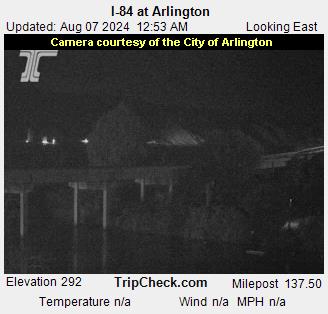 I-84 at Arlington
Updated: Aug 07 2024 12:53 AM Looking East
Camera courtesy of the City of Arlington
Elevation 292 TripCheck.com Milepost 137.50
Temperature n/a Wind n/a MPH n/a